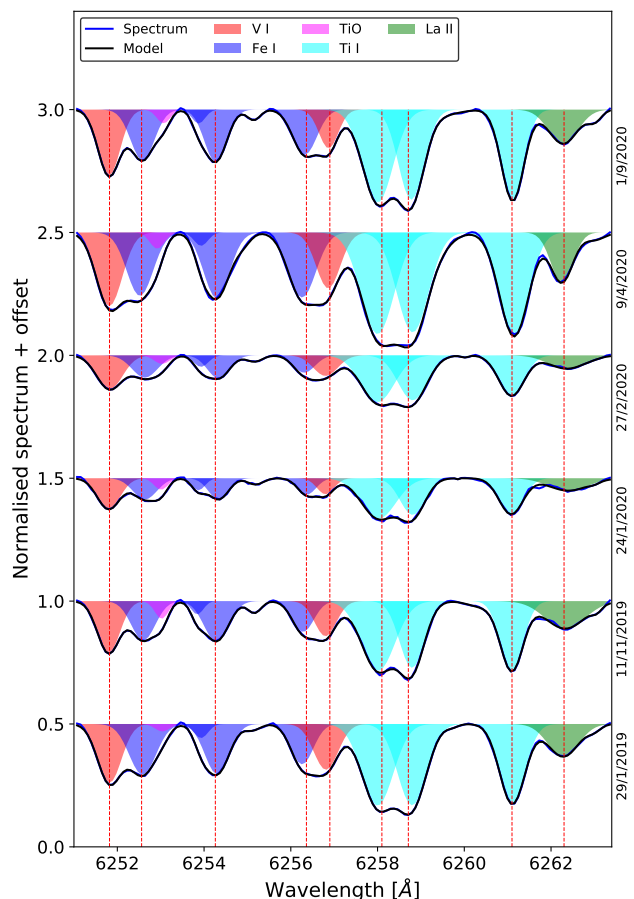 Spectrum V I TiO La II
Model Fe I Ti I
3.0
2.5
2.0
1.5
1.0
0.5
0.0
Normalised spectrum + offset
1/9/2020
9/4/2020
27/2/2020
24/1/2020
11/11/2019
29/1/2019
6252 6254 6256 6258 6260 6262
Wavelength [Å]